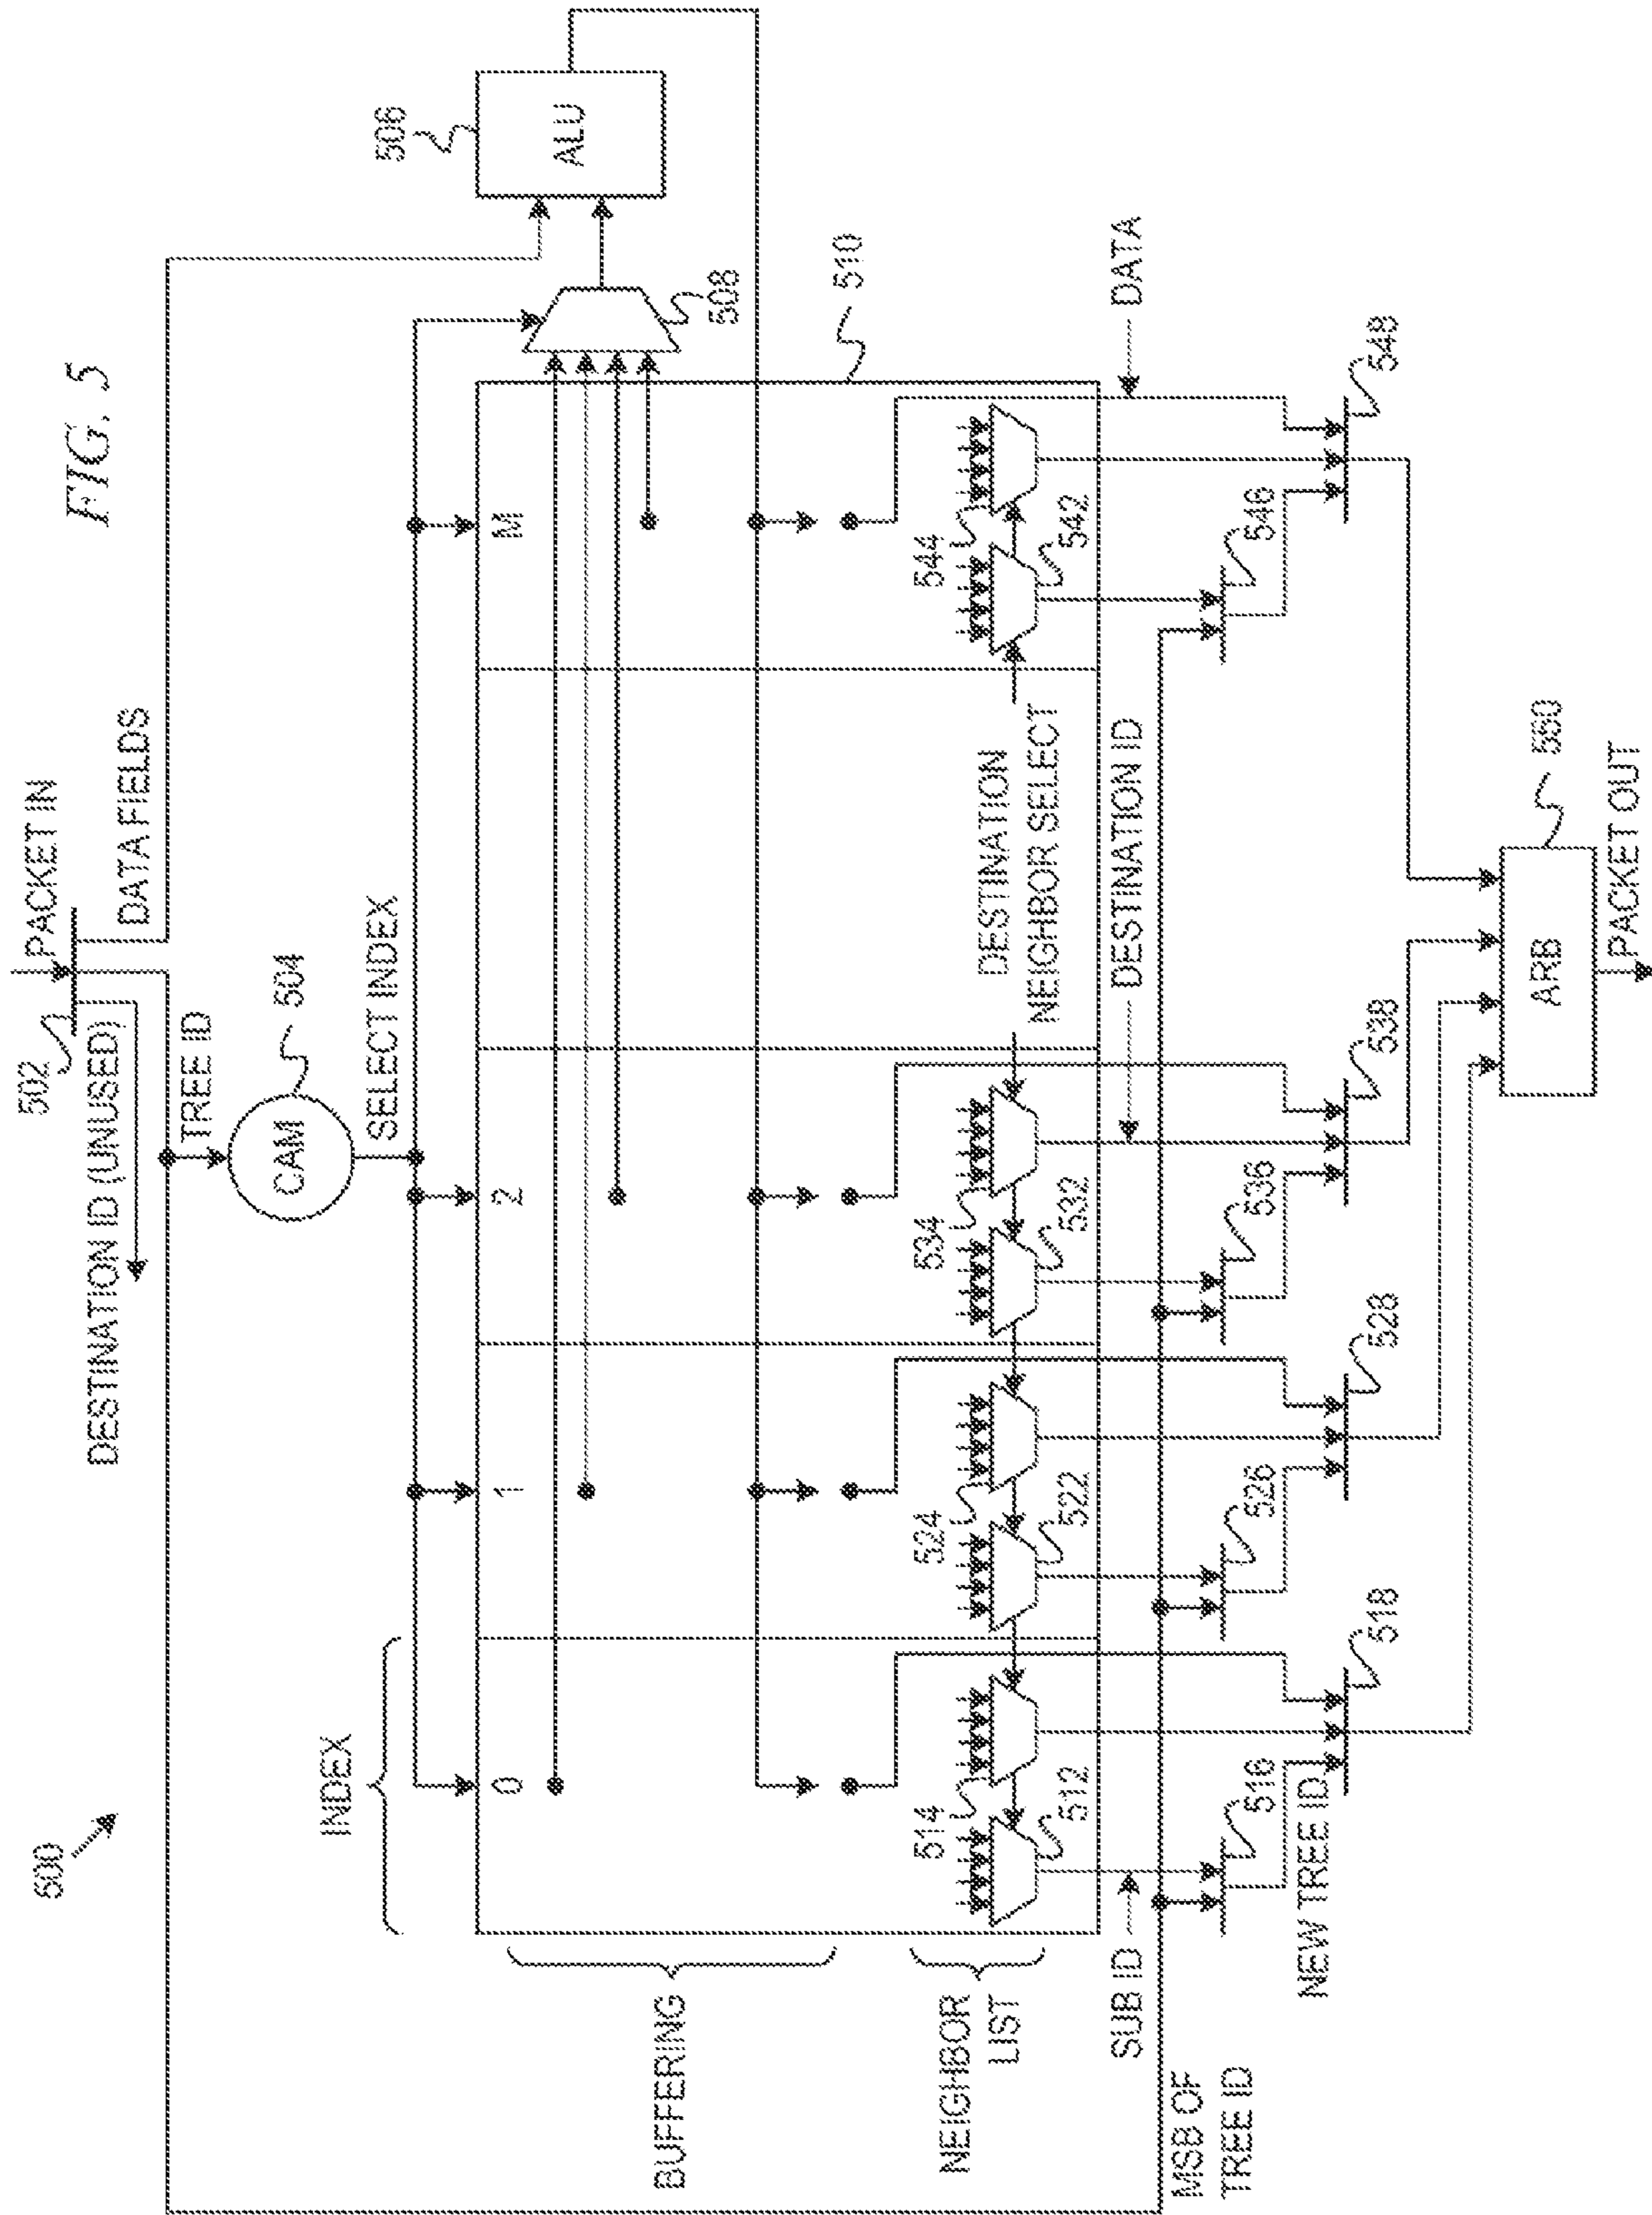 FIG. 5
500
PACKET IN
502
DESTINATION ID (UNUSED)
DATA FIELDS
TREE ID
CAM
504
SELECT INDEX
506
ALU
508
510
INDEX
0
1
2
M
BUFFERING
NEIGHBOR
LIST
514
512
524
522
534
532
544
542
DESTINATION
NEIGHBOR SELECT
DATA
DESTINATION ID
SUB ID
MSB OF
TREE ID
516
526
536
546
NEW TREE ID
518
528
538
548
ARB
550
PACKET OUT